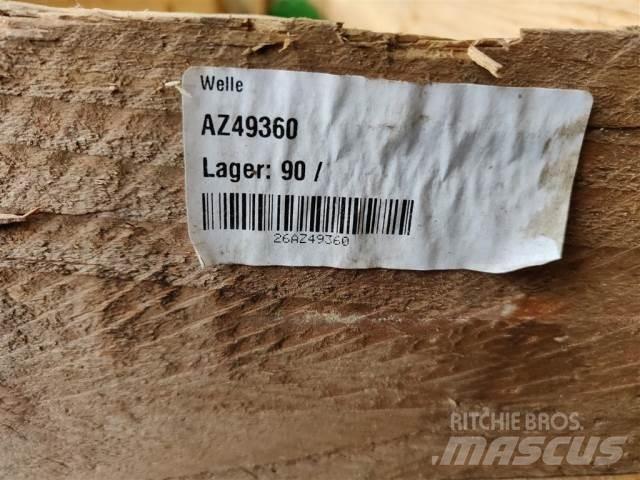 Welle
AZ49360
Lager: 90 /
26AZ49360
RITCHIE BROS.
MASCUS